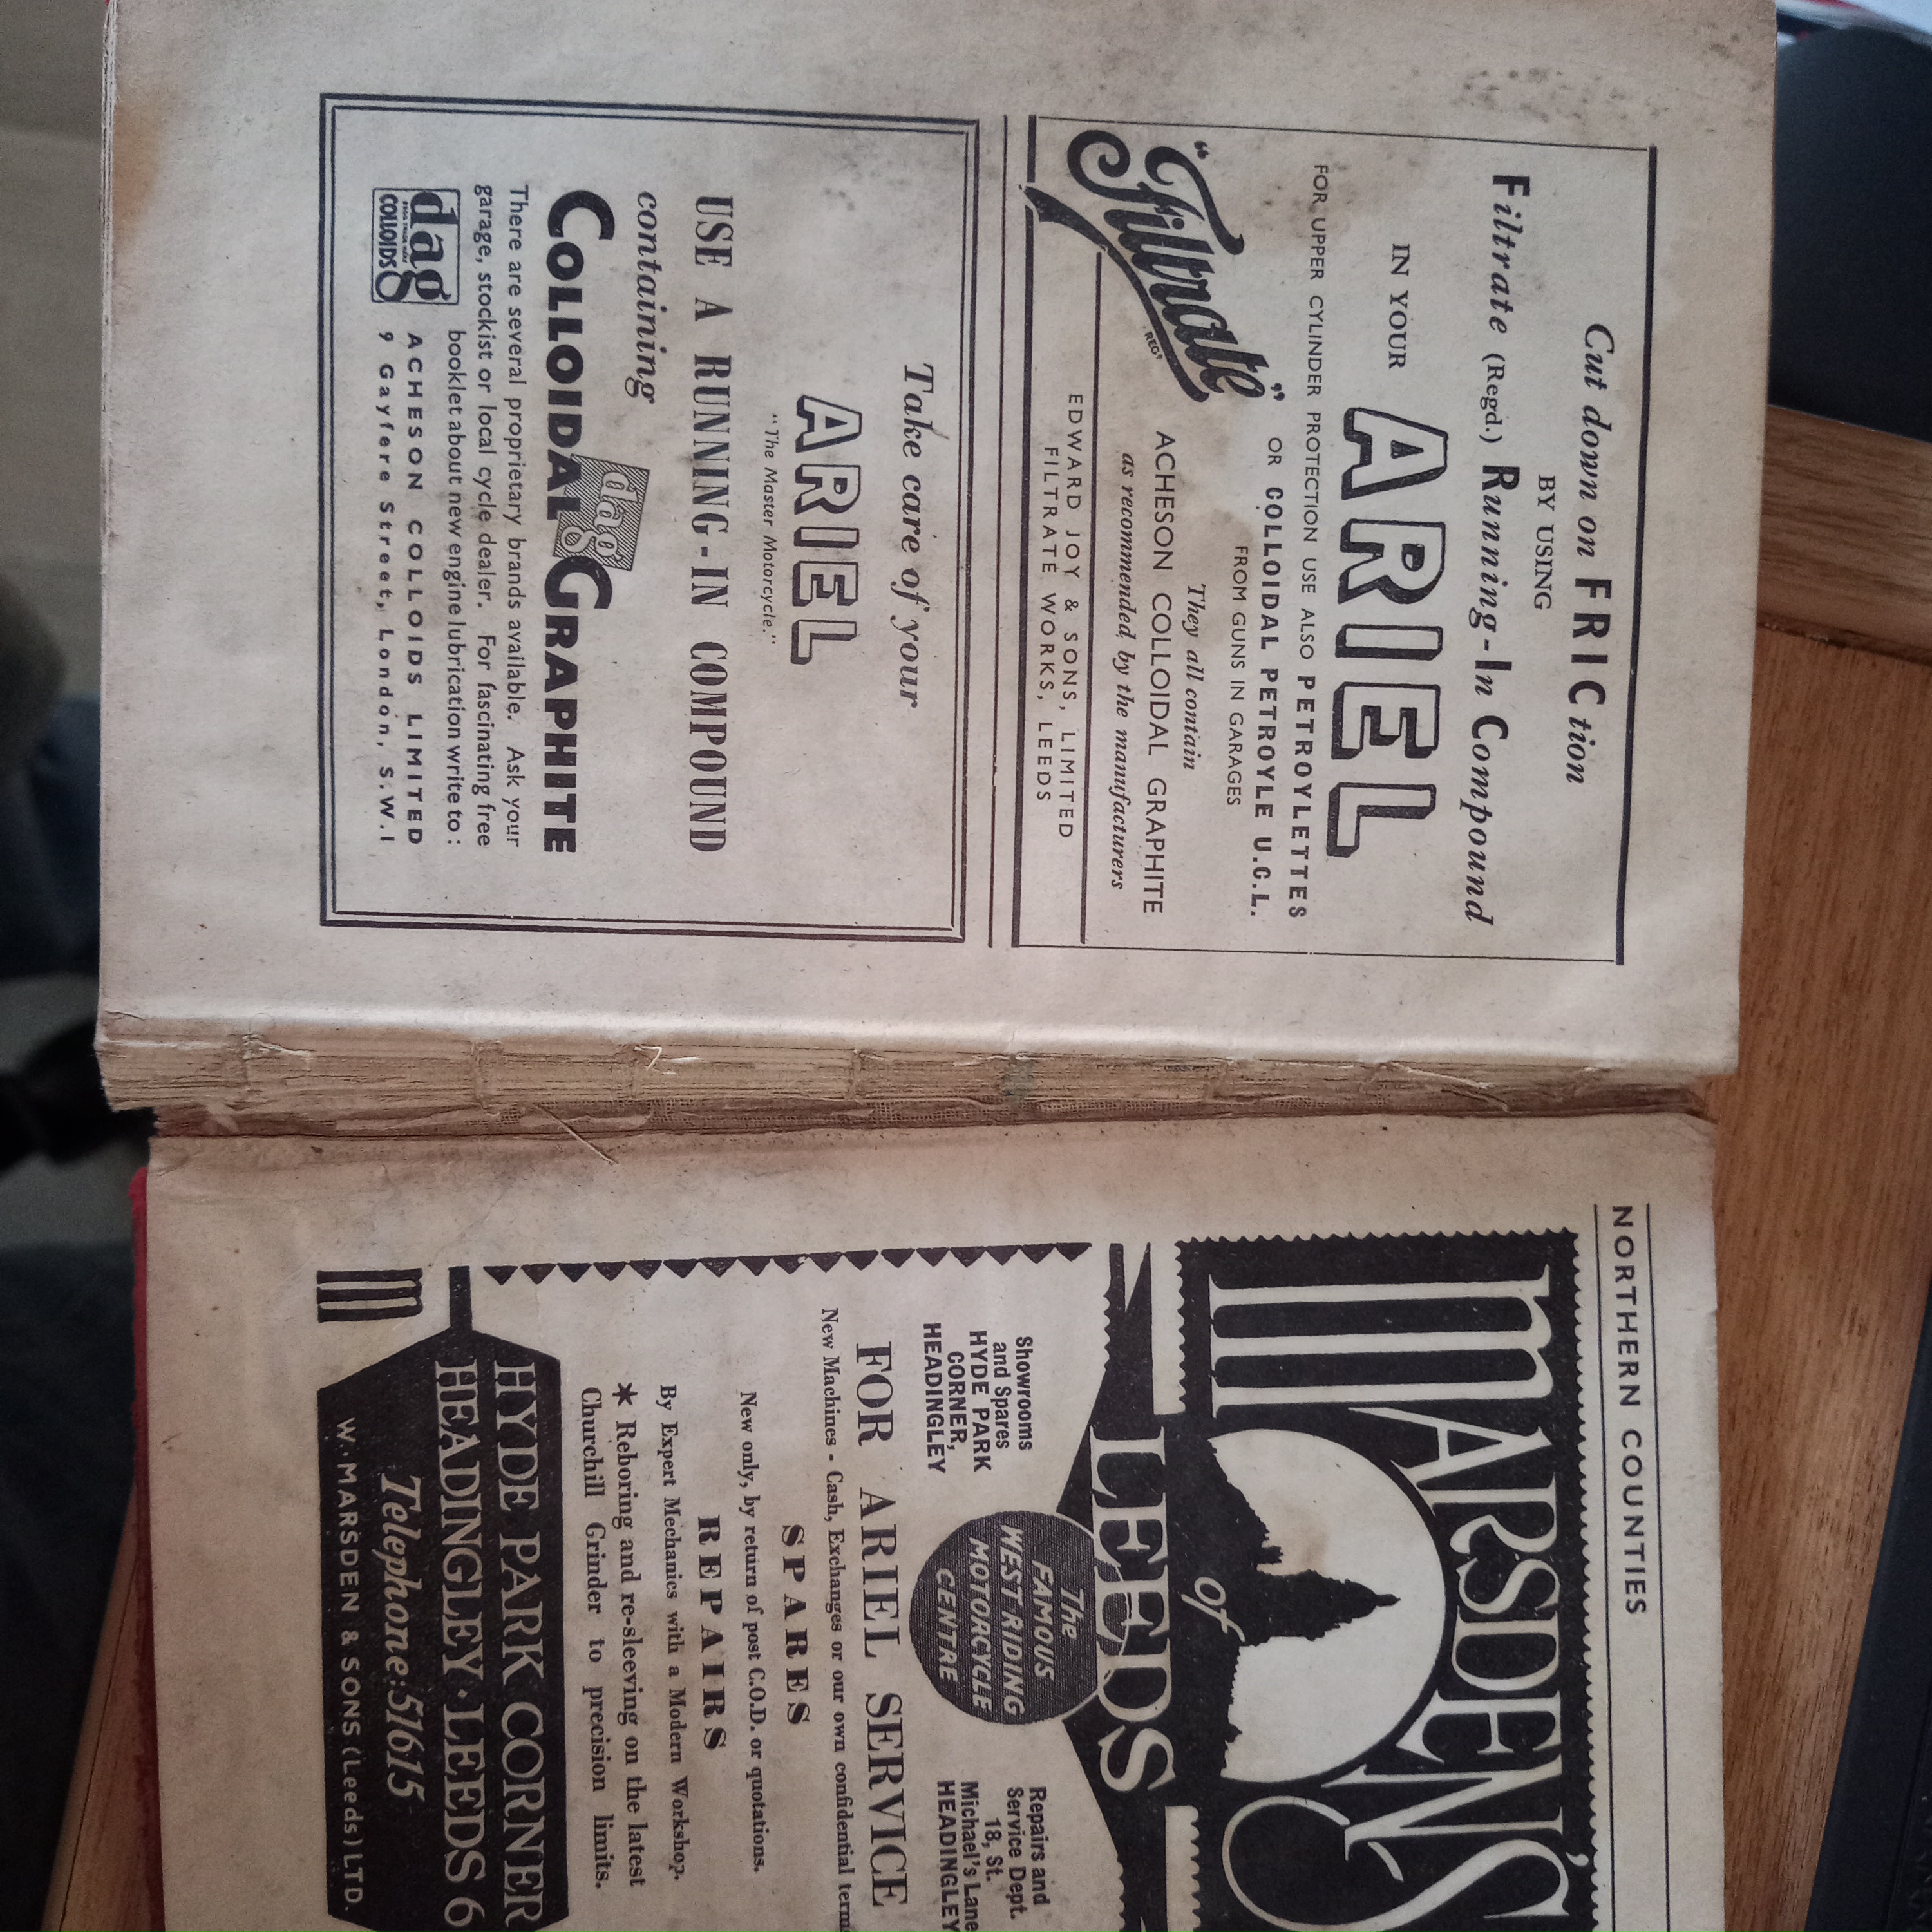 Cut down on FRICtion
BY USING
Filtrate (Regd.) Running-In Compound
IN YOUR ARIEL
FOR UPPER CYLINDER PROTECTION USE ALSO PETROYLETTES
OR COLLOIDAL PETROYLE U.C.L.
FROM GUNS IN GARAGES
"Filtrate"
REGD
They all contain
ACHESON COLLOIDAL GRAPHITE
as recommended by the manufacturers
EDWARD JOY & SONS, LIMITED
FILTRATE WORKS, LEEDS
Take care of your
ARIEL
"The Master Motorcycle."
USE A RUNNING-IN COMPOUND
containing
dag
COLLOIDAL GRAPHITE
There are several proprietary brands available. Ask your
garage, stockist or local cycle dealer. For fascinating free
booklet about new engine lubrication write to :
dag
REGD TRADE MARK
COLLOIDS
ACHESON COLLOIDS LIMITED
9 Gayfere Street, London, S.W.1
NORTHERN COUNTIES
MARSDEN'S
of
LEEDS
Showrooms
and Spares
HYDE PARK
CORNER,
HEADINGLEY
The
FAMOUS
WEST RIDING
MOTORCYCLE
CENTRE
Repairs and
Service Dept.
18, St.
Michael's Lane
HEADINGLEY
FOR ARIEL SERVICE
New Machines - Cash, Exchanges or our own confidential
SPARES
New only, by return of post C.O.D. or quotations.
REPAIRS
By Expert Mechanics with a Modern Workshop.
* Reboring and re-sleeving on the latest
Churchill Grinder to precision limits.
HYDE PARK CORNER
HEADINGLEY · LEEDS 6
Telephone: 51615
W. MARSDEN & SONS (Leeds) LTD.